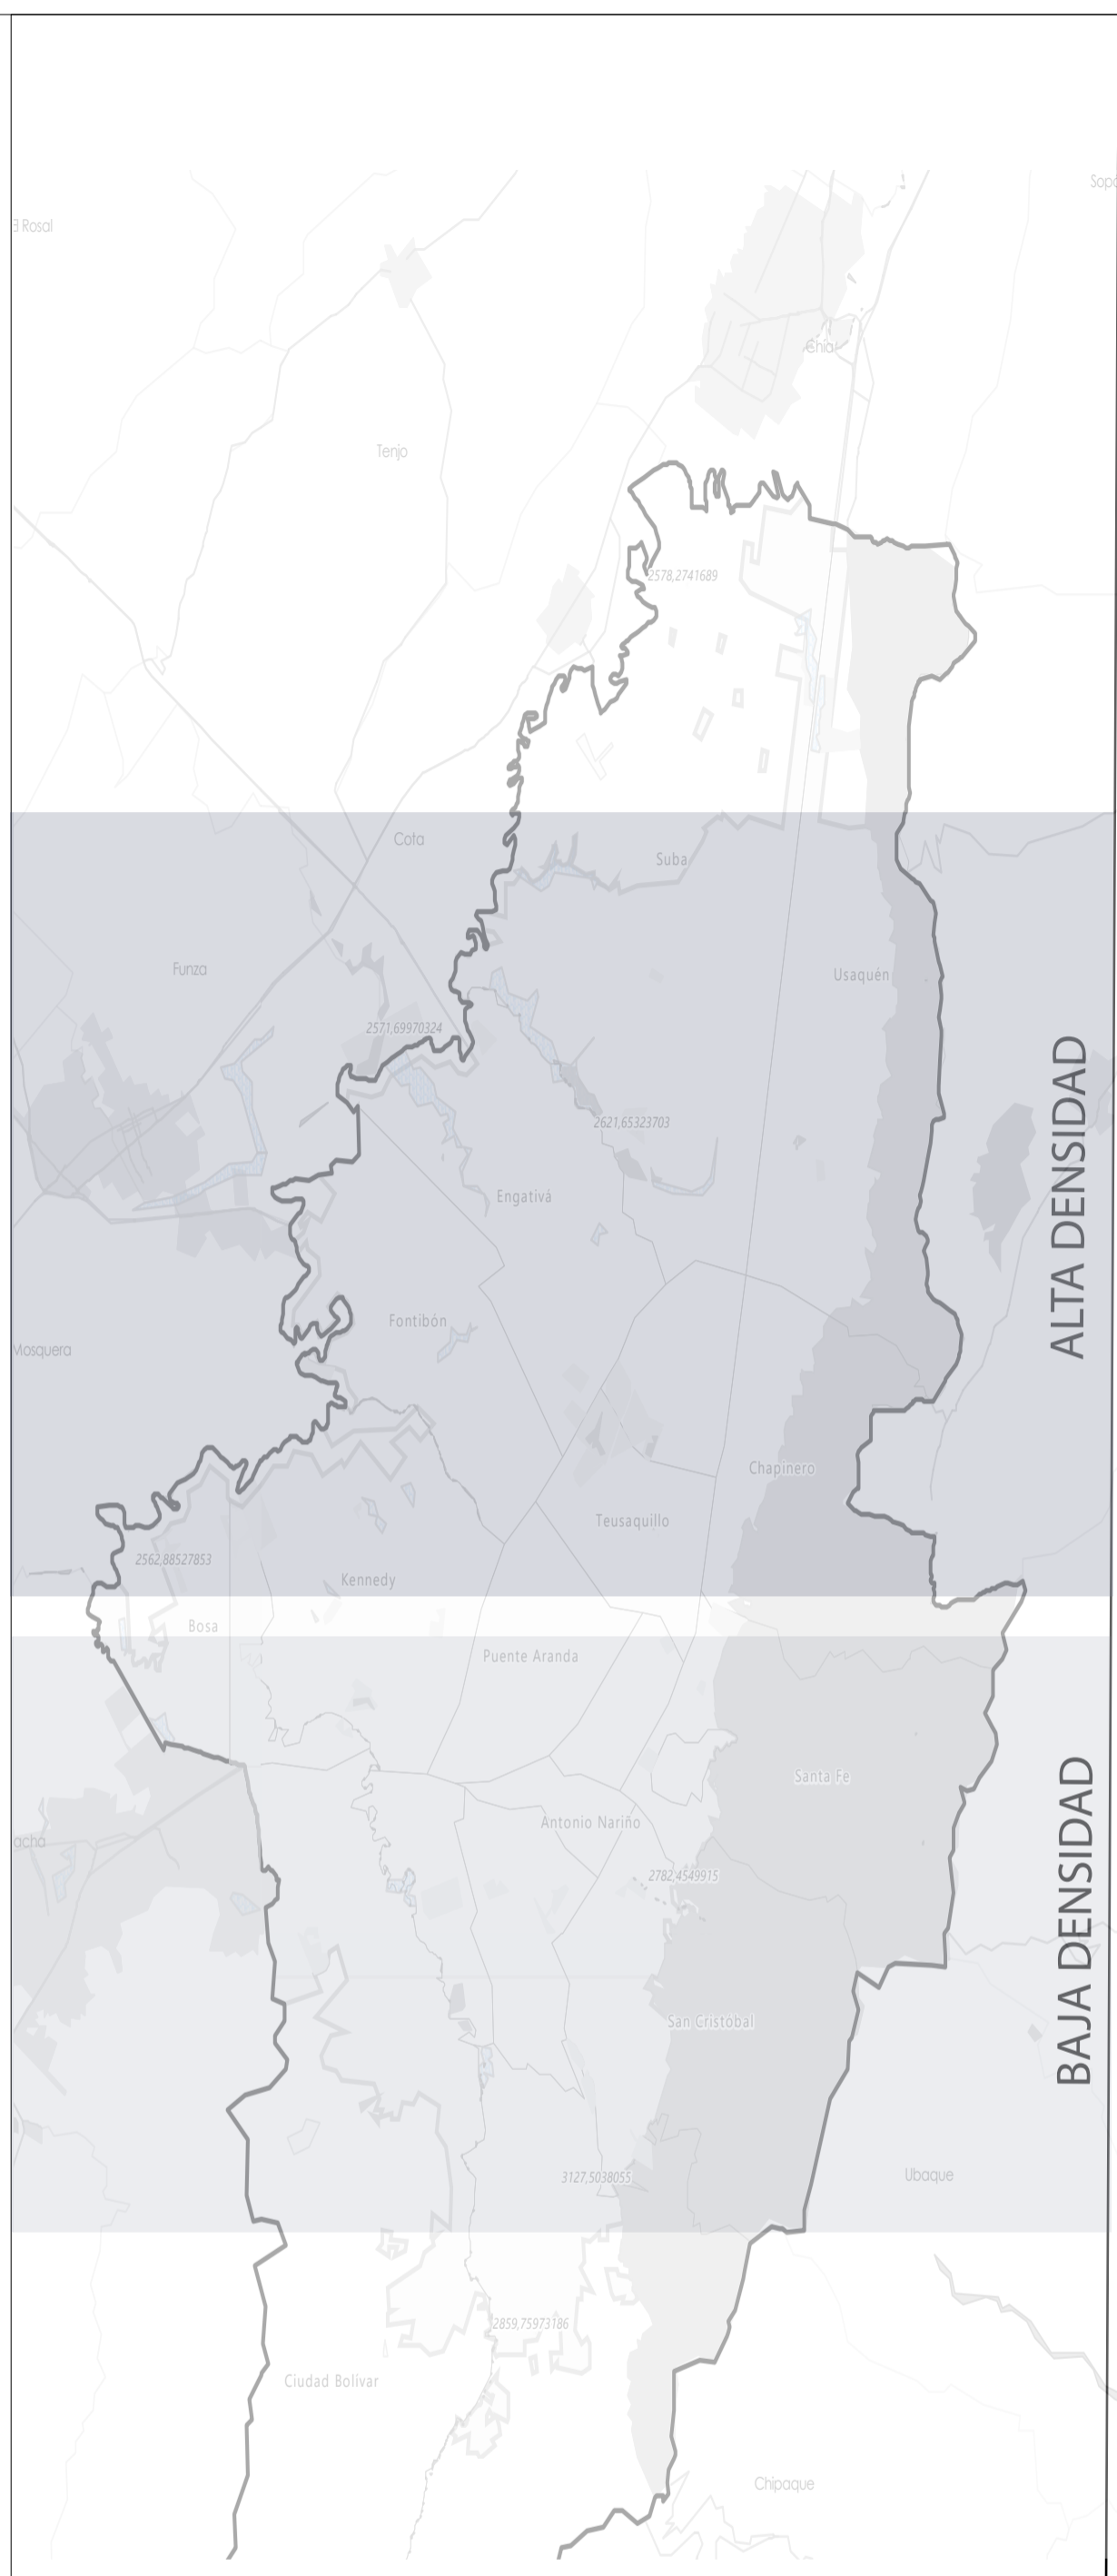 Sopó
El Rosal
Chía
Tenjo
2578,2741689
Cota
Suba
Funza
Usaquén
2571,69970324
2621,65323703
ALTA DENSIDAD
Engativá
Fontibón
Mosquera
Chapinero
Teusaquillo
2562,88527853
Kennedy
Bosa
Puente Aranda
Santa Fe
Antonio Nariño
acha
2782,4549915
BAJA DENSIDAD
San Cristóbal
Ubaque
3127,5038055
2859,75973186
Ciudad Bolívar
Chipaque